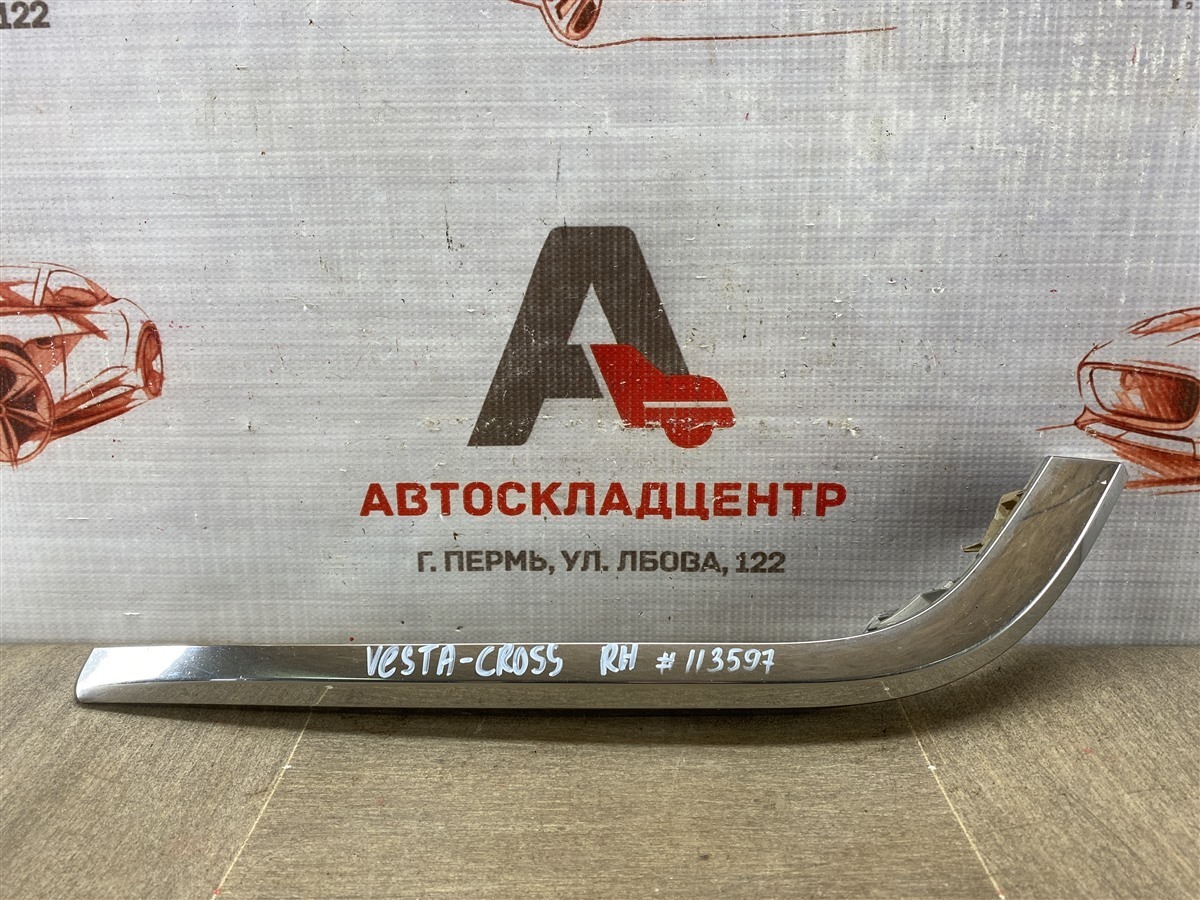 122
АВТОСКЛАДЦЕНТР
Г. ПЕРМЬ, УЛ. ЛБОВА, 122
VESTA-CROSS RH #113597